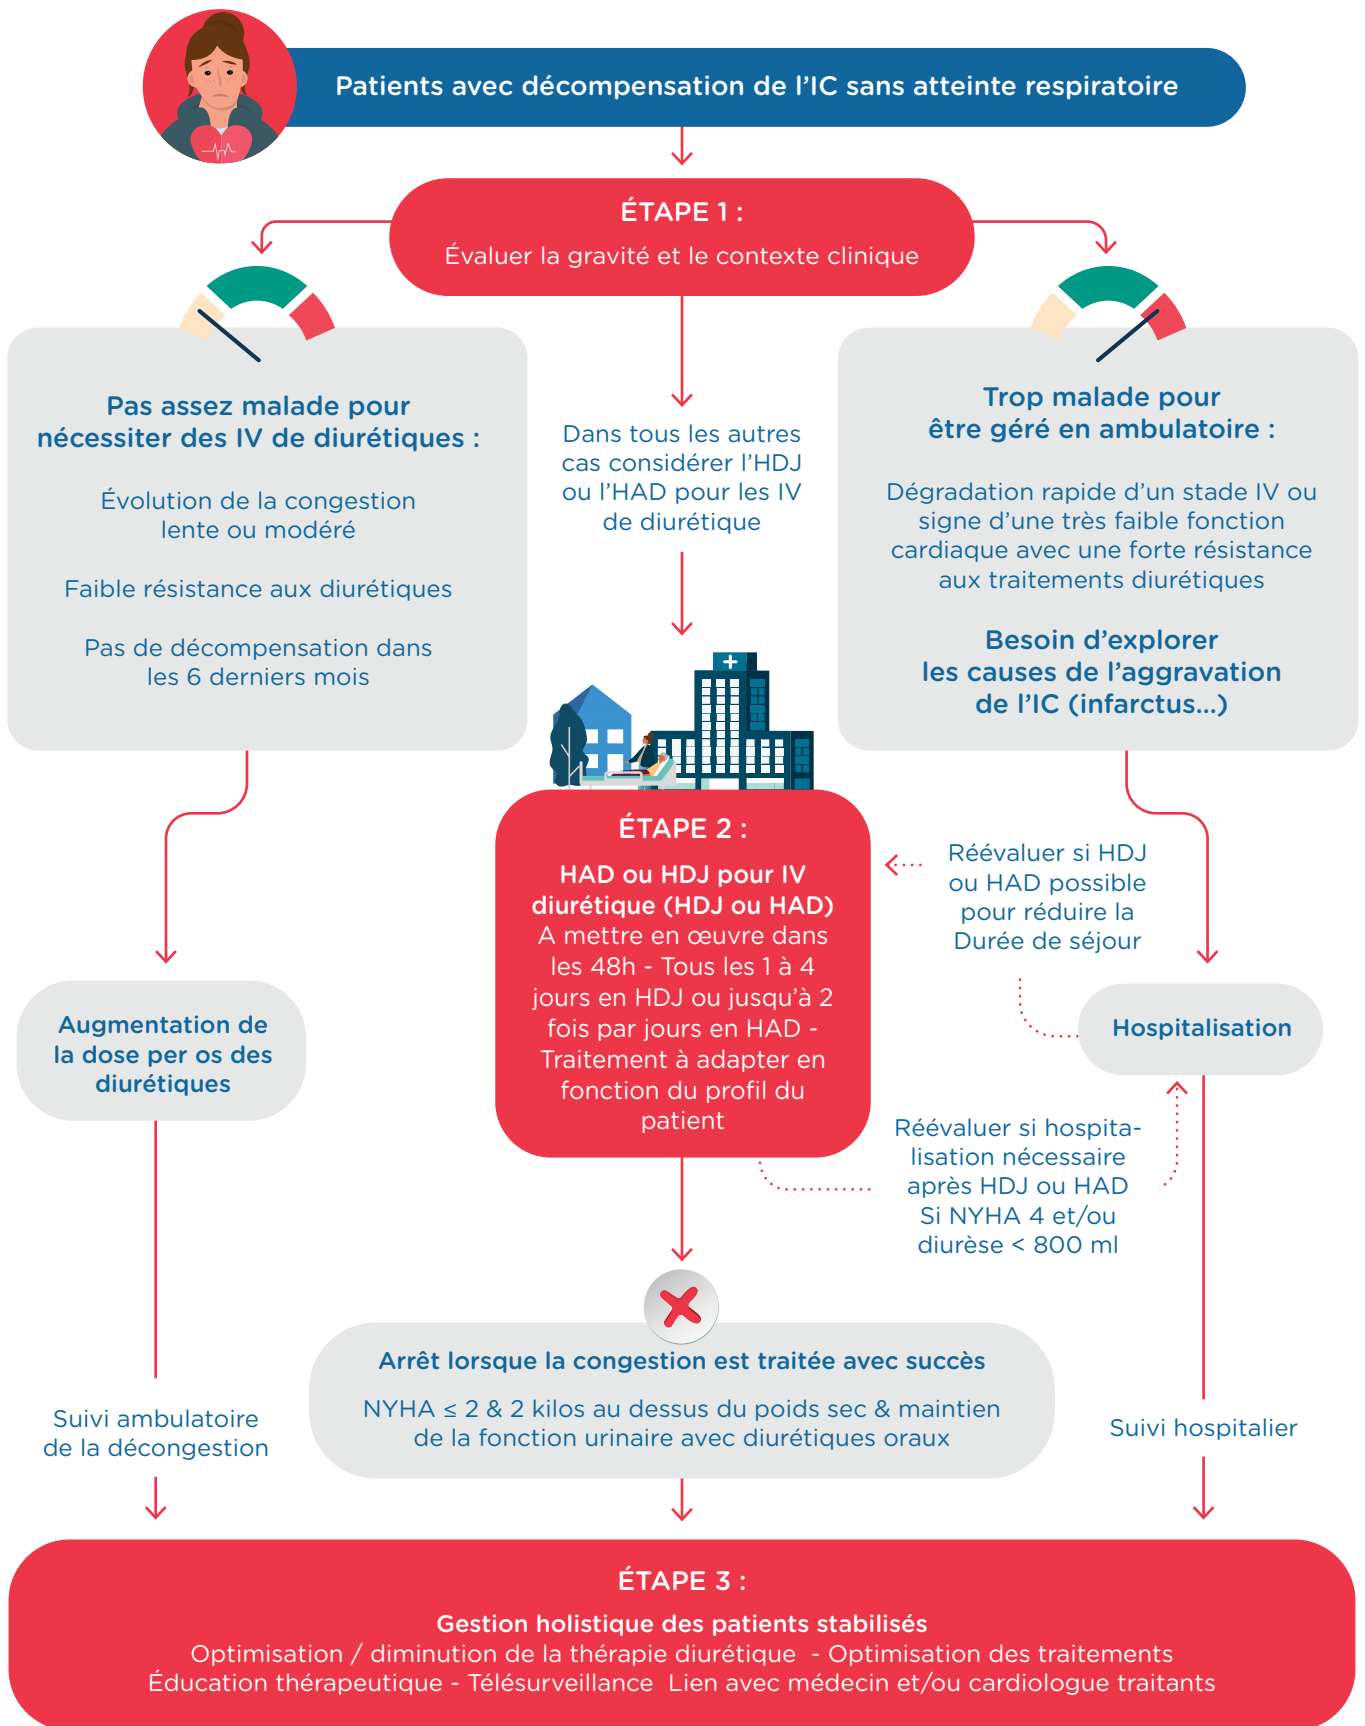 Patients avec décompensation de l’IC sans atteinte respiratoire
ÉTAPE 1 :
Évaluer la gravité et le contexte clinique
Pas assez malade pour
nécessiter des IV de diurétiques :
Évolution de la congestion
lente ou modéré
Faible résistance aux diurétiques
Pas de décompensation dans
les 6 derniers mois
Dans tous les autres
cas considérer l’HDJ
ou l’HAD pour les IV
de diurétique
Trop malade pour
être géré en ambulatoire :
Dégradation rapide d’un stade IV ou
signe d’une très faible fonction
cardiaque avec une forte résistance
aux traitements diurétiques
Besoin d’explorer
les causes de l’aggravation
de l’IC (infarctus...)
ÉTAPE 2 :
HAD ou HDJ pour IV
diurétique (HDJ ou HAD)
A mettre en œuvre dans
les 48h - Tous les 1 à 4
jours en HDJ ou jusqu’à 2
fois par jours en HAD -
Traitement à adapter en
fonction du profil du
patient
Réévaluer si HDJ
ou HAD possible
pour réduire la
Durée de séjour
Augmentation de
la dose per os des
diurétiques
Hospitalisation
Réévaluer si hospita-
lisation nécessaire
après HDJ ou HAD
Si NYHA 4 et/ou
diurèse < 800 ml
Arrêt lorsque la congestion est traitée avec succès
NYHA ≤ 2 & 2 kilos au dessus du poids sec & maintien
de la fonction urinaire avec diurétiques oraux
Suivi ambulatoire
de la décongestion
Suivi hospitalier
ÉTAPE 3 :
Gestion holistique des patients stabilisés
Optimisation / diminution de la thérapie diurétique - Optimisation des traitements
Éducation thérapeutique - Télésurveillance Lien avec médecin et/ou cardiologue traitants